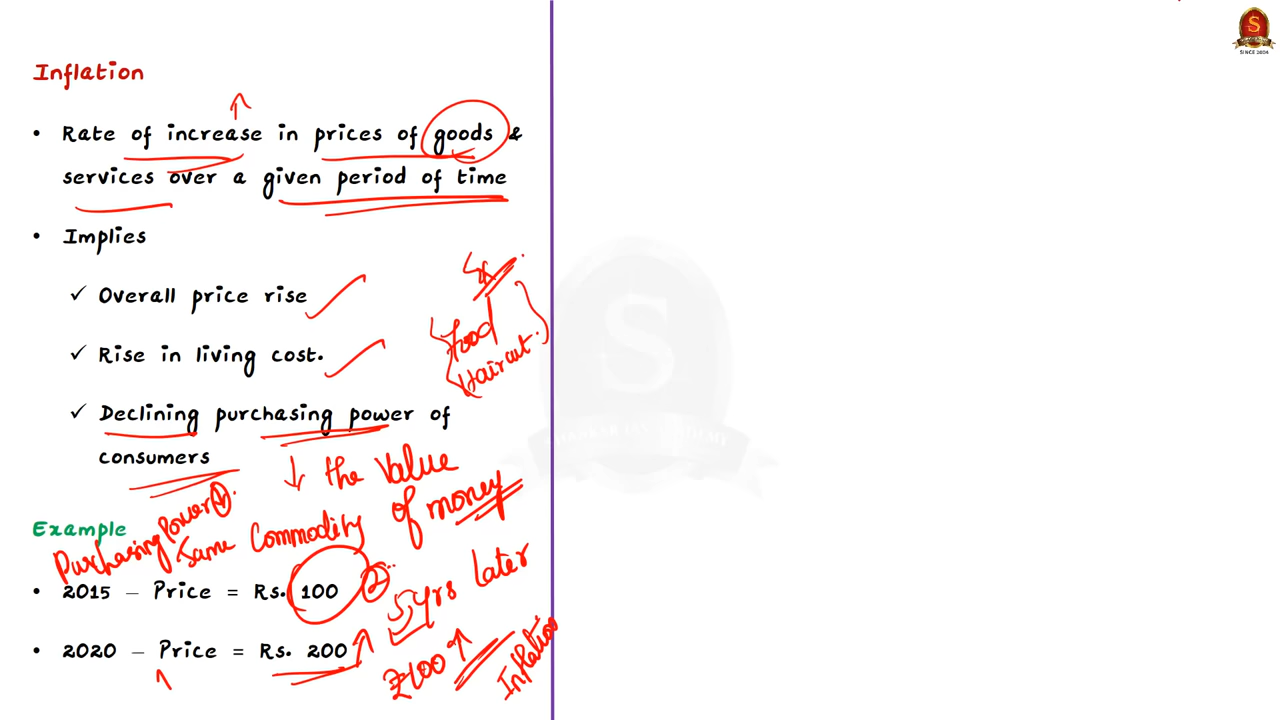 Inflation
• Rate of increase in prices of goods &
services over a given period of time
• Implies
✓ Overall price rise
✓ Rise in living cost.
Food
Haircut.
✓ Declining purchasing power of
consumers
↓ the value
of money
Purchasing Power ↓
Same Commodity
Example
• 2015 – Price = Rs. 100
• 2020 – Price = Rs. 200
5 yrs Later
₹100 ↑
Inflation
S
SINCE 2004